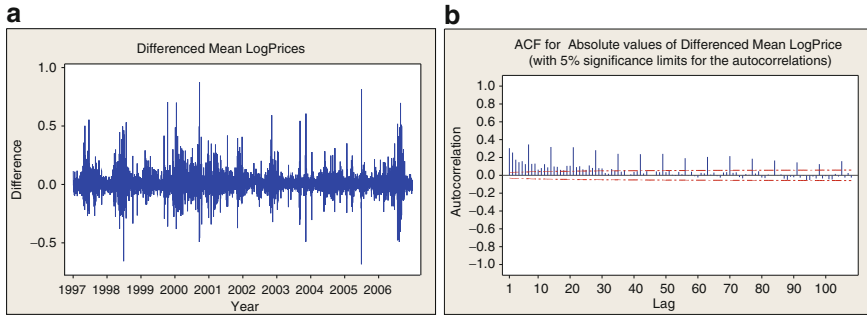 a
Differenced Mean LogPrices
1.0
0.5
0.0
−0.5
Difference
1997 1998 1999 2000 2001 2002 2003 2004 2005 2006
Year
b
ACF for Absolute values of Differenced Mean LogPrice
(with 5% significance limits for the autocorrelations)
1.0
0.8
0.6
0.4
0.2
0.0
−0.2
−0.4
−0.6
−0.8
−1.0
Autocorrelation
1 10 20 30 40 50 60 70 80 90 100
Lag